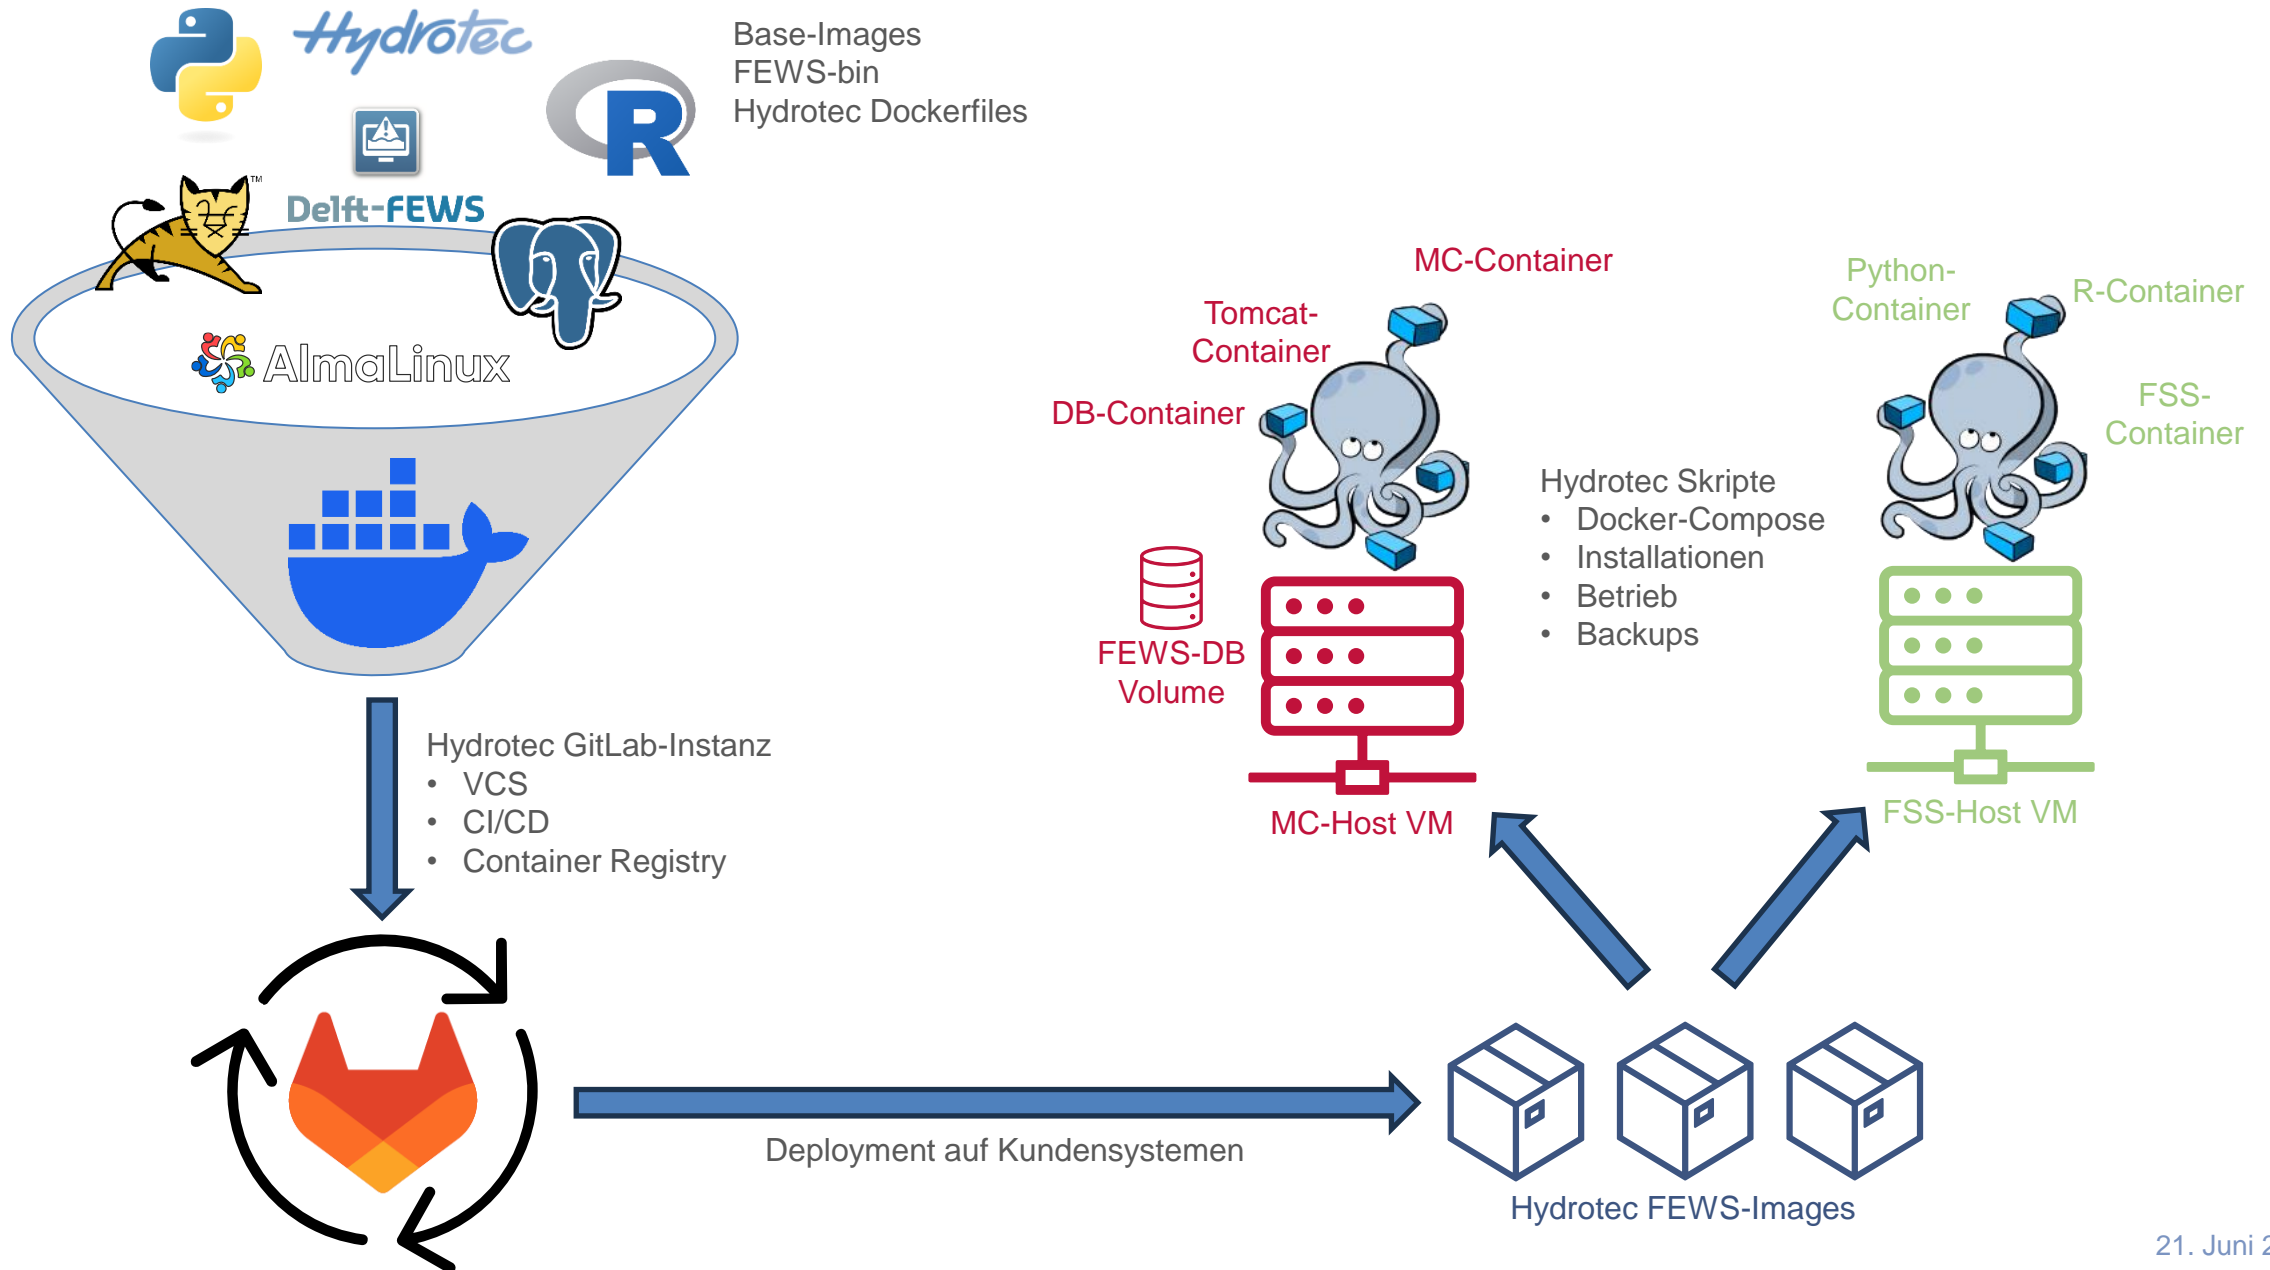 Hydrotec
Base-Images
FEWS-bin
Hydrotec Dockerfiles
R
TM
Delft-FEWS
AlmaLinux
Hydrotec GitLab-Instanz
• VCS
• CI/CD
• Container Registry
Deployment auf Kundensystemen
MC-Container
Tomcat-
Container
DB-Container
FEWS-DB
Volume
MC-Host VM
Hydrotec Skripte
• Docker-Compose
• Installationen
• Betrieb
• Backups
Python-
Container
R-Container
FSS-
Container
FSS-Host VM
Hydrotec FEWS-Images
21. Juni